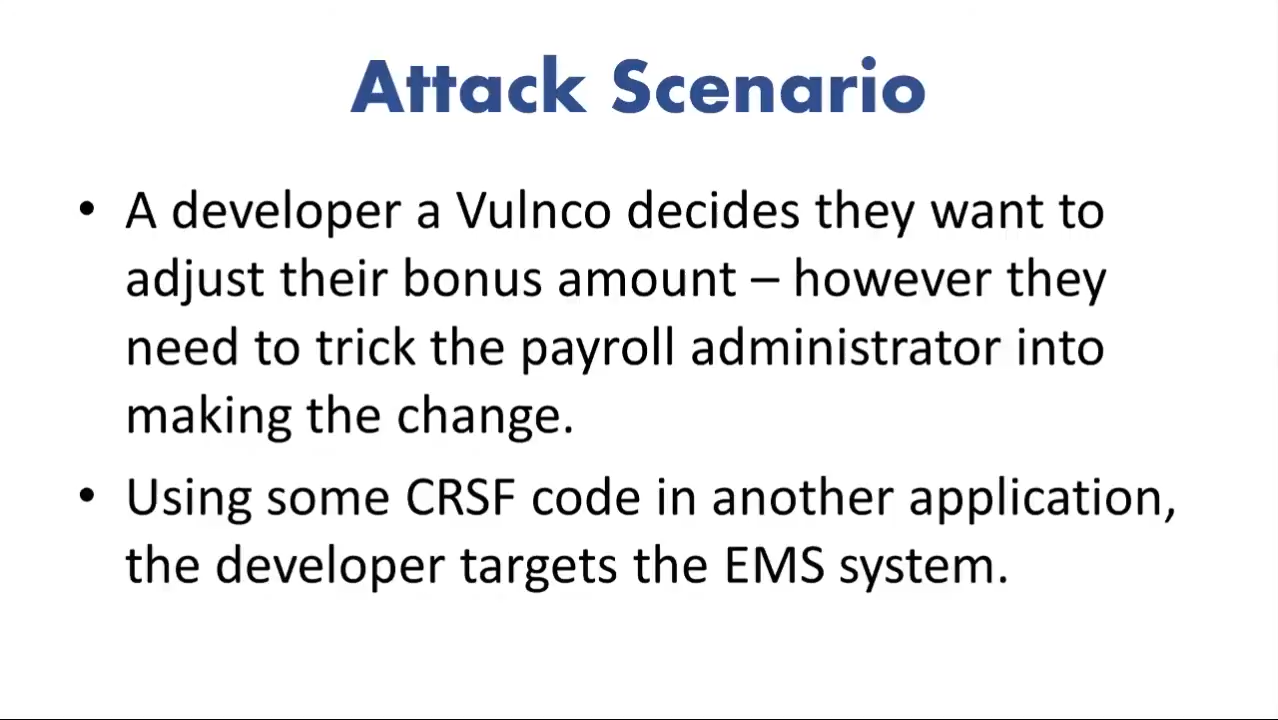 Attack Scenario
• A developer a Vulnco decides they want to
adjust their bonus amount – however they
need to trick the payroll administrator into
making the change.
• Using some CRSF code in another application,
the developer targets the EMS system.